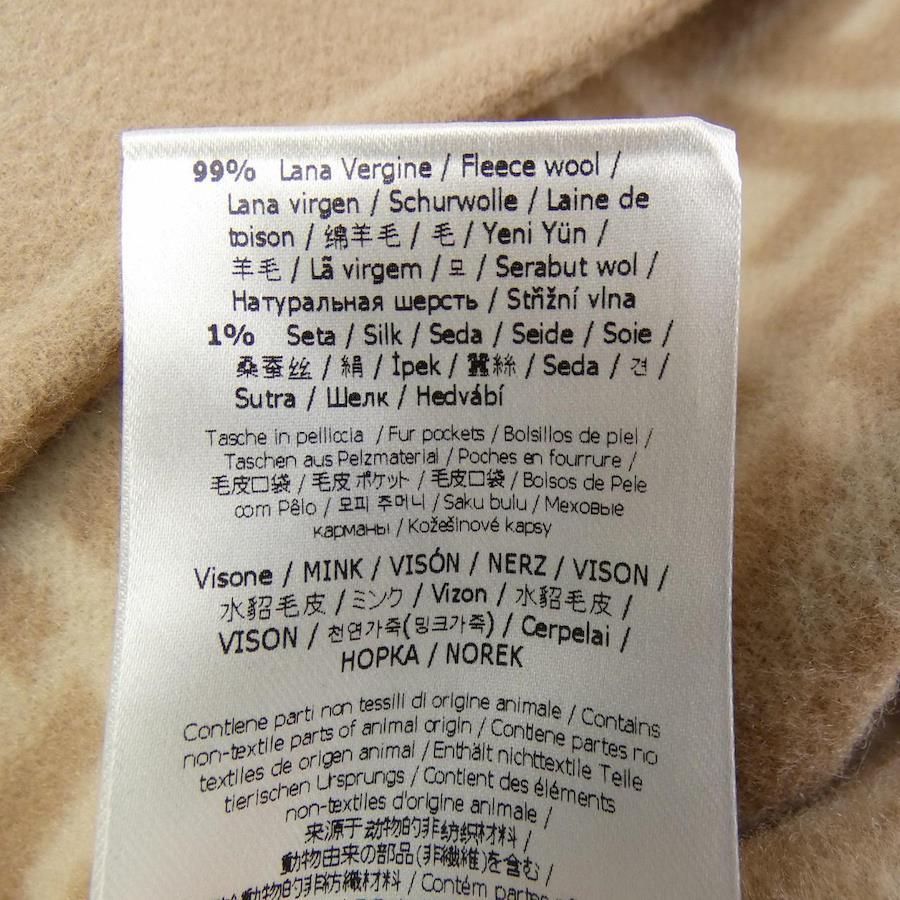 99% Lana Vergine / Fleece wool /
Lana virgen / Schurwolle / Laine de
toison / 绵羊毛 / 毛 / Yeni Yün /
羊毛 / Lã virgem / 모 / Serabut wol /
Натуральная шерсть / Střižní vlna
1% Seta / Silk / Seda / Seide / Soie /
桑蚕丝 / 絹 / İpek / 蠶絲 / Seda / 견 /
Sutra / Шелк / Hedvábí
Tasche in pelliccia / Fur pockets / Bolsillos de piel /
Taschen aus Pelzmaterial / Poches en fourrure /
毛皮口袋 / 毛皮 ポケット / 毛皮口袋 / Bolsos de Pele
com Pêlo / 모피 주머니 / Saku bulu / Меховые
карманы / Kožešinové kapsy
Visone / MINK / VISÓN / NERZ / VISON /
水貂毛皮 / ミンク / Vizon / 水貂毛皮 /
VISON / 천연가죽(밍크가죽) / Cerpelai /
НОРКА / NOREK
Contiene parti non tessili di origine animale / Contains
non-textile parts of animal origin / Contiene partes no
textiles de origen animal / Enthält nichttextile Teile
tierischen Ursprungs / Contient des éléments
non-textiles d'origine animale /
来源于动物的非纺织材料 /
動物由来の部品(非繊維)を含む /
動物的非紡織材料 / Contém partes